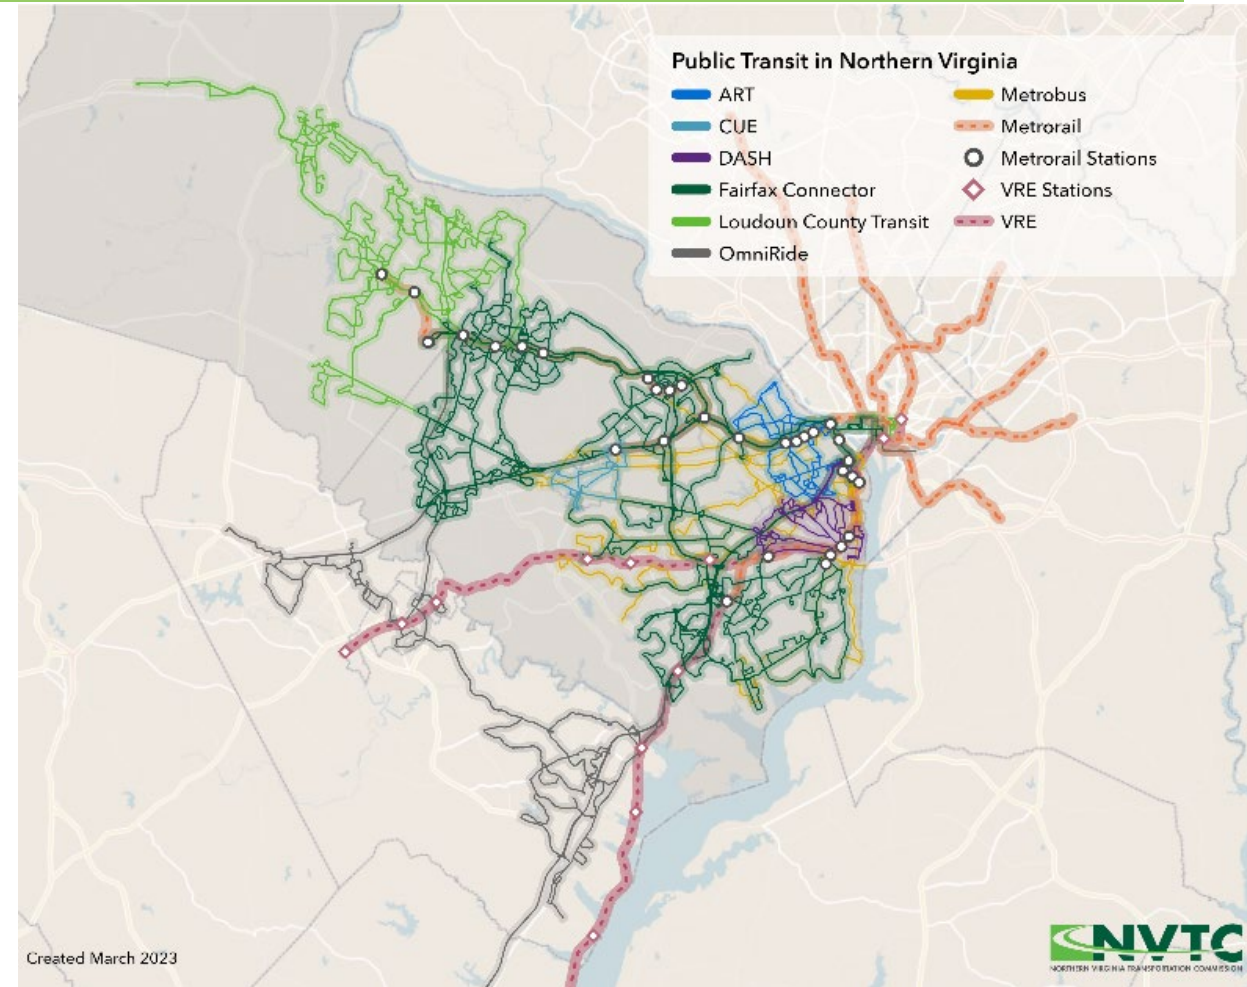 Public Transit in Northern Virginia
ART
CUE
DASH
Fairfax Connector
Loudoun County Transit
OmniRide
Metrobus
Metrorail
Metrorail Stations
VRE Stations
VRE
Created March 2023
NVTC
NORTHERN VIRGINIA TRANSPORTATION COMMISSION